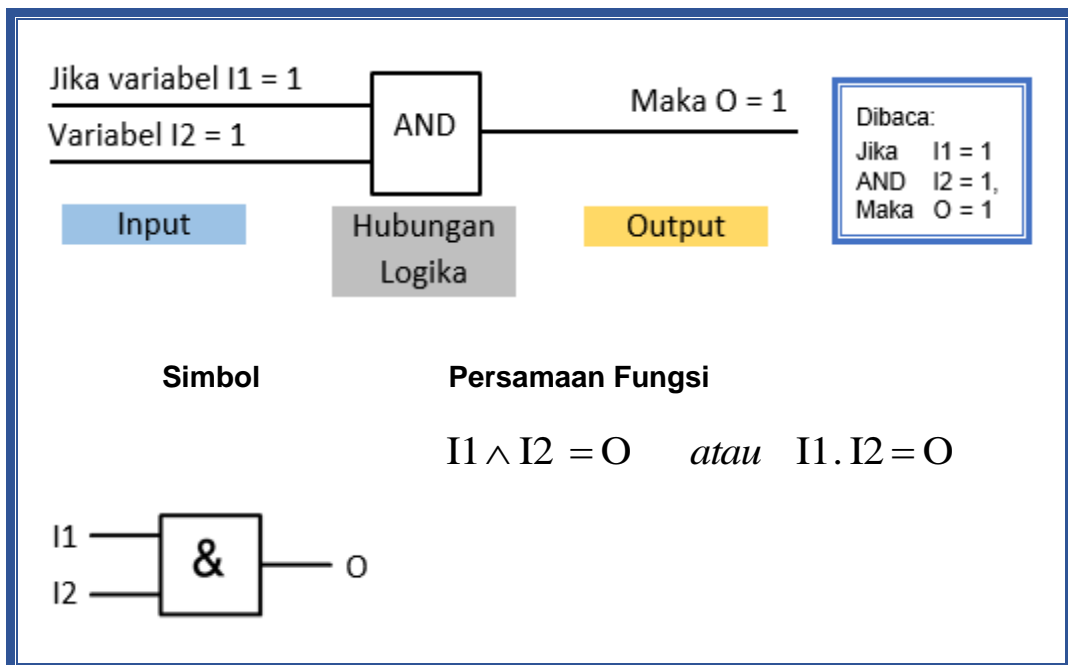 Jika variabel I1 = 1
Variabel I2 = 1
AND
Maka O = 1
Input
Hubungan
Logika
Output
Dibaca:
Jika I1 = 1
AND I2 = 1,
Maka O = 1
Simbol
Persamaan Fungsi
I1 ∧ I2 = O atau I1 . I2 = O
I1
I2
&
O